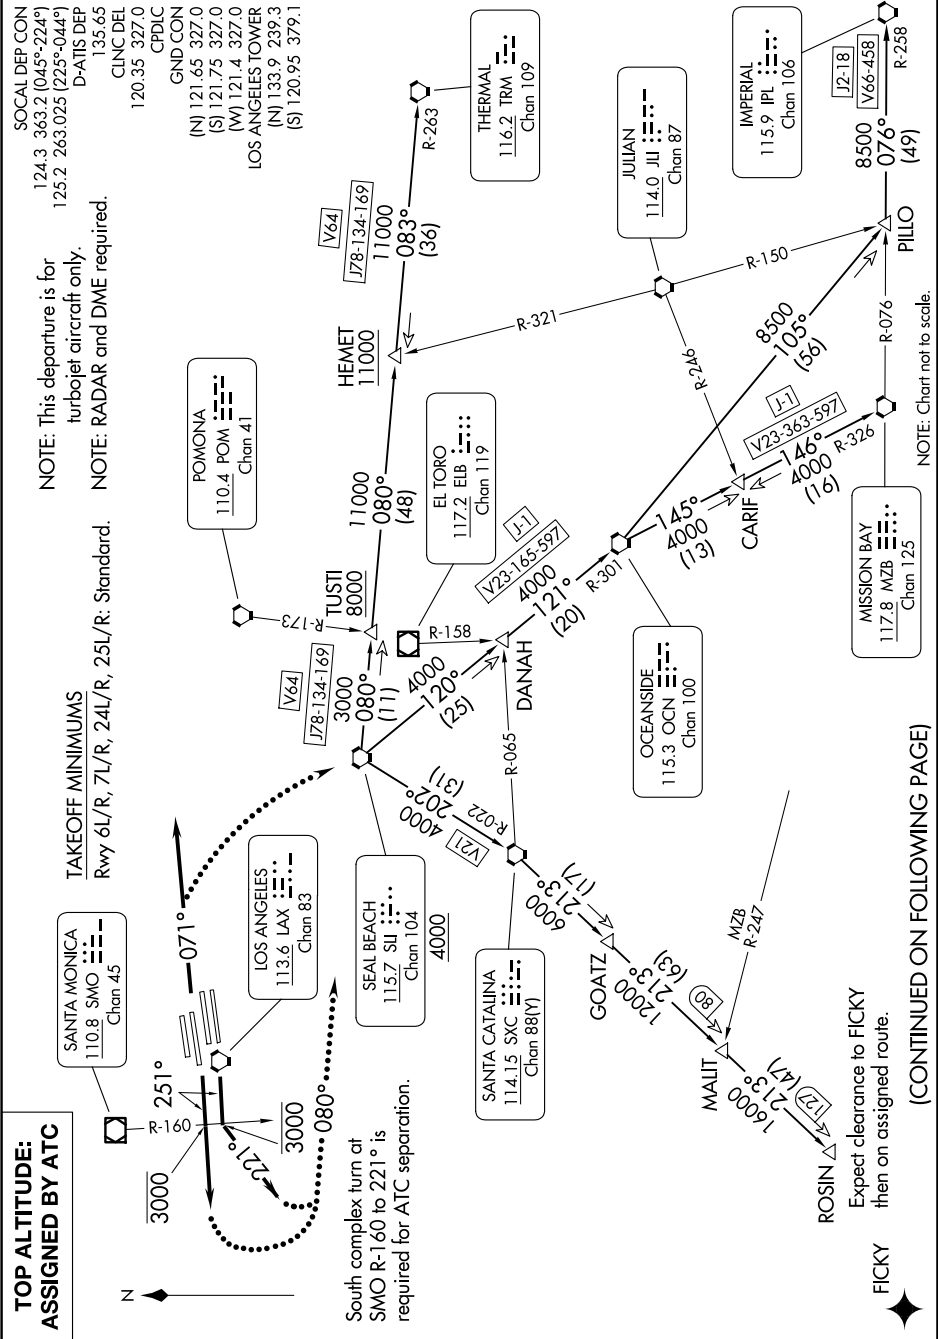 TOP ALTITUDE:
ASSIGNED BY ATC
SOCAL DEP CON
124.3 363.2 (045°-224°)
125.2 263.025 (225°-044°)
D-ATIS DEP
135.65
CLNC DEL
120.35 327.0
CPDLC
GND CON
(N) 121.65 327.0
(S) 121.75 327.0
(W) 121.4 327.0
LOS ANGELES TOWER
(N) 133.9 239.3
(S) 120.95 379.1
NOTE: This departure is for
turbojet aircraft only.
NOTE: RADAR and DME required.
TAKEOFF MINIMUMS
Rwy 6L/R, 7L/R, 24L/R, 25L/R: Standard.
N
SANTA MONICA
110.8 SMO
Chan 45
R-160
3000
251°
071°
221°
3000
080°
LOS ANGELES
113.6 LAX
Chan 83
South complex turn at
SMO R-160 to 221° is
required for ATC separation.
SEAL BEACH
115.7 SLI
Chan 104
4000
POMONA
110.4 POM
Chan 41
R-173
V64
J78-134-169
3000
080°
(11)
TUSTI
8000
11000
080°
(48)
HEMET
11000
V64
J78-134-169
11000
083°
(36)
R-263
THERMAL
116.2 TRM
Chan 109
EL TORO
117.2 ELB
Chan 119
R-158
4000
120°
(25)
DANAH
V23-165-597
J-1
4000
121°
(20)
R-301
OCEANSIDE
115.3 OCN
Chan 100
145°
4000
(13)
CARIF
V23-363-597
J-1
146°
4000
(16)
R-326
MISSION BAY
117.8 MZB
Chan 125
R-076
8500
105°
(56)
PILLO
JULIAN
114.0 JLI
Chan 87
R-321
R-246
R-150
8500
076°
(49)
J2-18
V66-458
R-258
IMPERIAL
115.9 IPL
Chan 106
4000
202°
(31)
V21
R-022
R-065
SANTA CATALINA
114.15 SXC
Chan 88(Y)
6000
213°
(17)
GOATZ
12000
213°
(63)
80
MALIT
MZB
R-247
16000
213°
(47)
127
ROSIN
FICKY
Expect clearance to FICKY
then on assigned route.
NOTE: Chart not to scale.
(CONTINUED ON FOLLOWING PAGE)